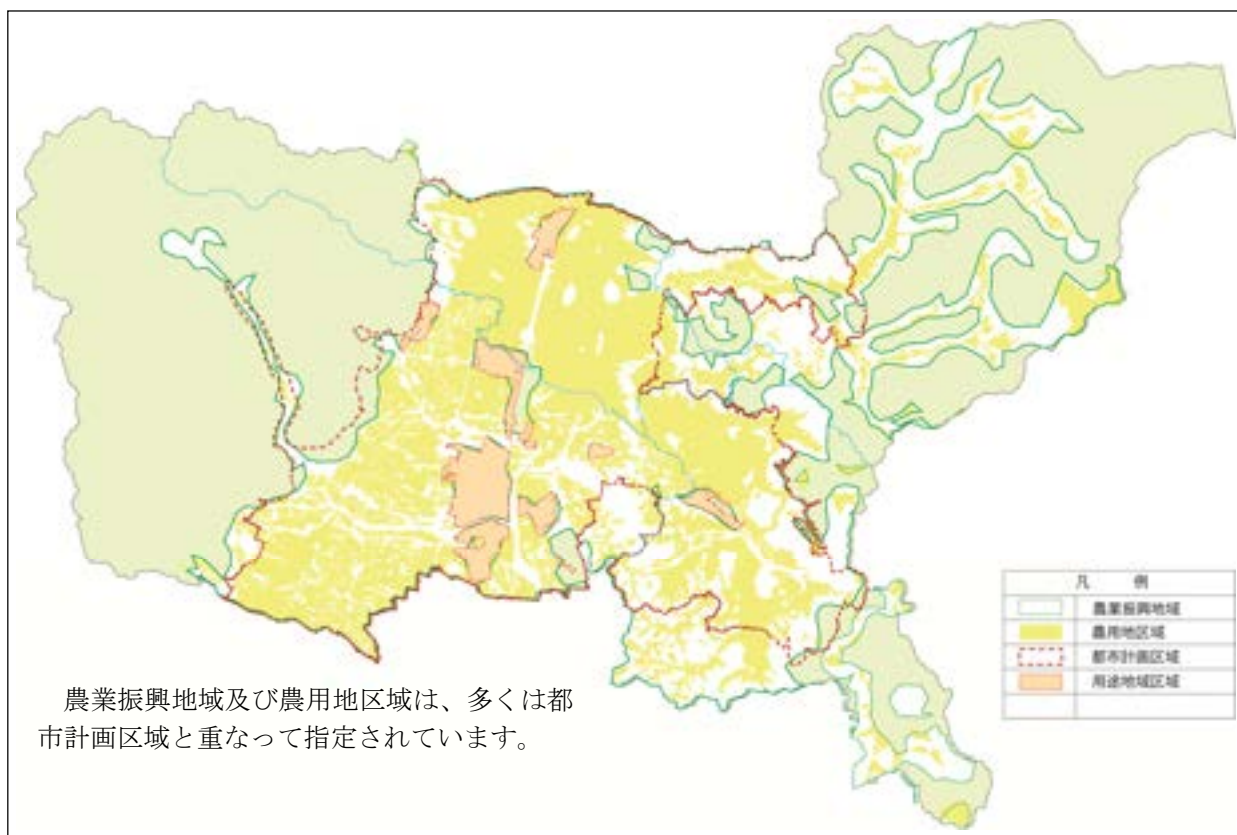 凡 例
農業振興地域
農用地区域
都市計画区域
用途地域区域
農業振興地域及び農用地区域は、多くは都
市計画区域と重なって指定されています。